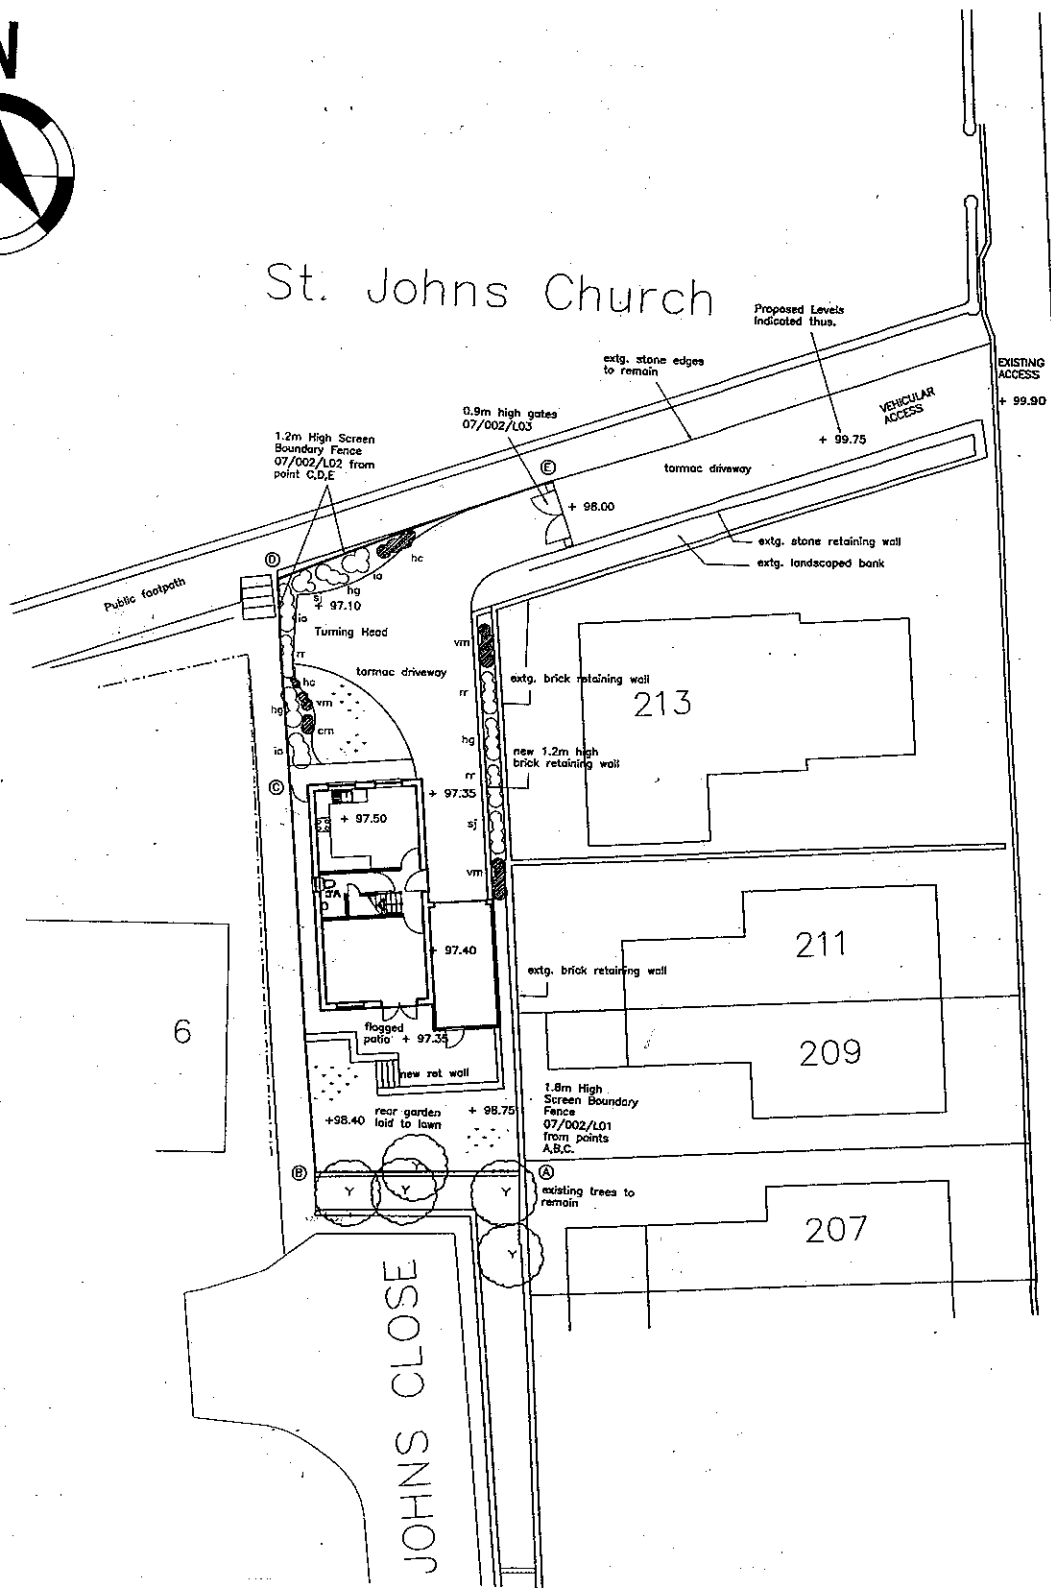 N
St. Johns Church
Proposed Levels
Indicated thus.
extg. stone edges
to remain
EXISTING
ACCESS
+ 99.90
VEHICULAR
ACCESS
0.9m high gates
07/002/L03
+ 99.75
1.2m High Screen
Boundary Fence
07/002/L02 from
point C,D,E
E
tarmac driveway
+ 98.00
extg. stone retaining wall
extg. landscaped bank
D
hc
io
hg
sj
+ 97.10
Public footpath
io
Turning Head
vm
rr
tarmac driveway
extg. brick retaining wall
213
hc
rr
vm
hg
cm
hg
new 1.2m high
brick retaining wall
io
rr
C
+ 97.35
+ 97.50
sj
vm
211
+ 97.40
extg. brick retaining wall
6
flagged
patio
+ 97.35
209
new ret wall
1.8m High
Screen Boundary
Fence
07/002/L01
from points
A,B,C.
+98.40
rear garden
laid to lawn
+ 98.75
B
A
Y
Y
Y
Y
existing trees to
remain
207
Y
JOHNS CLOSE